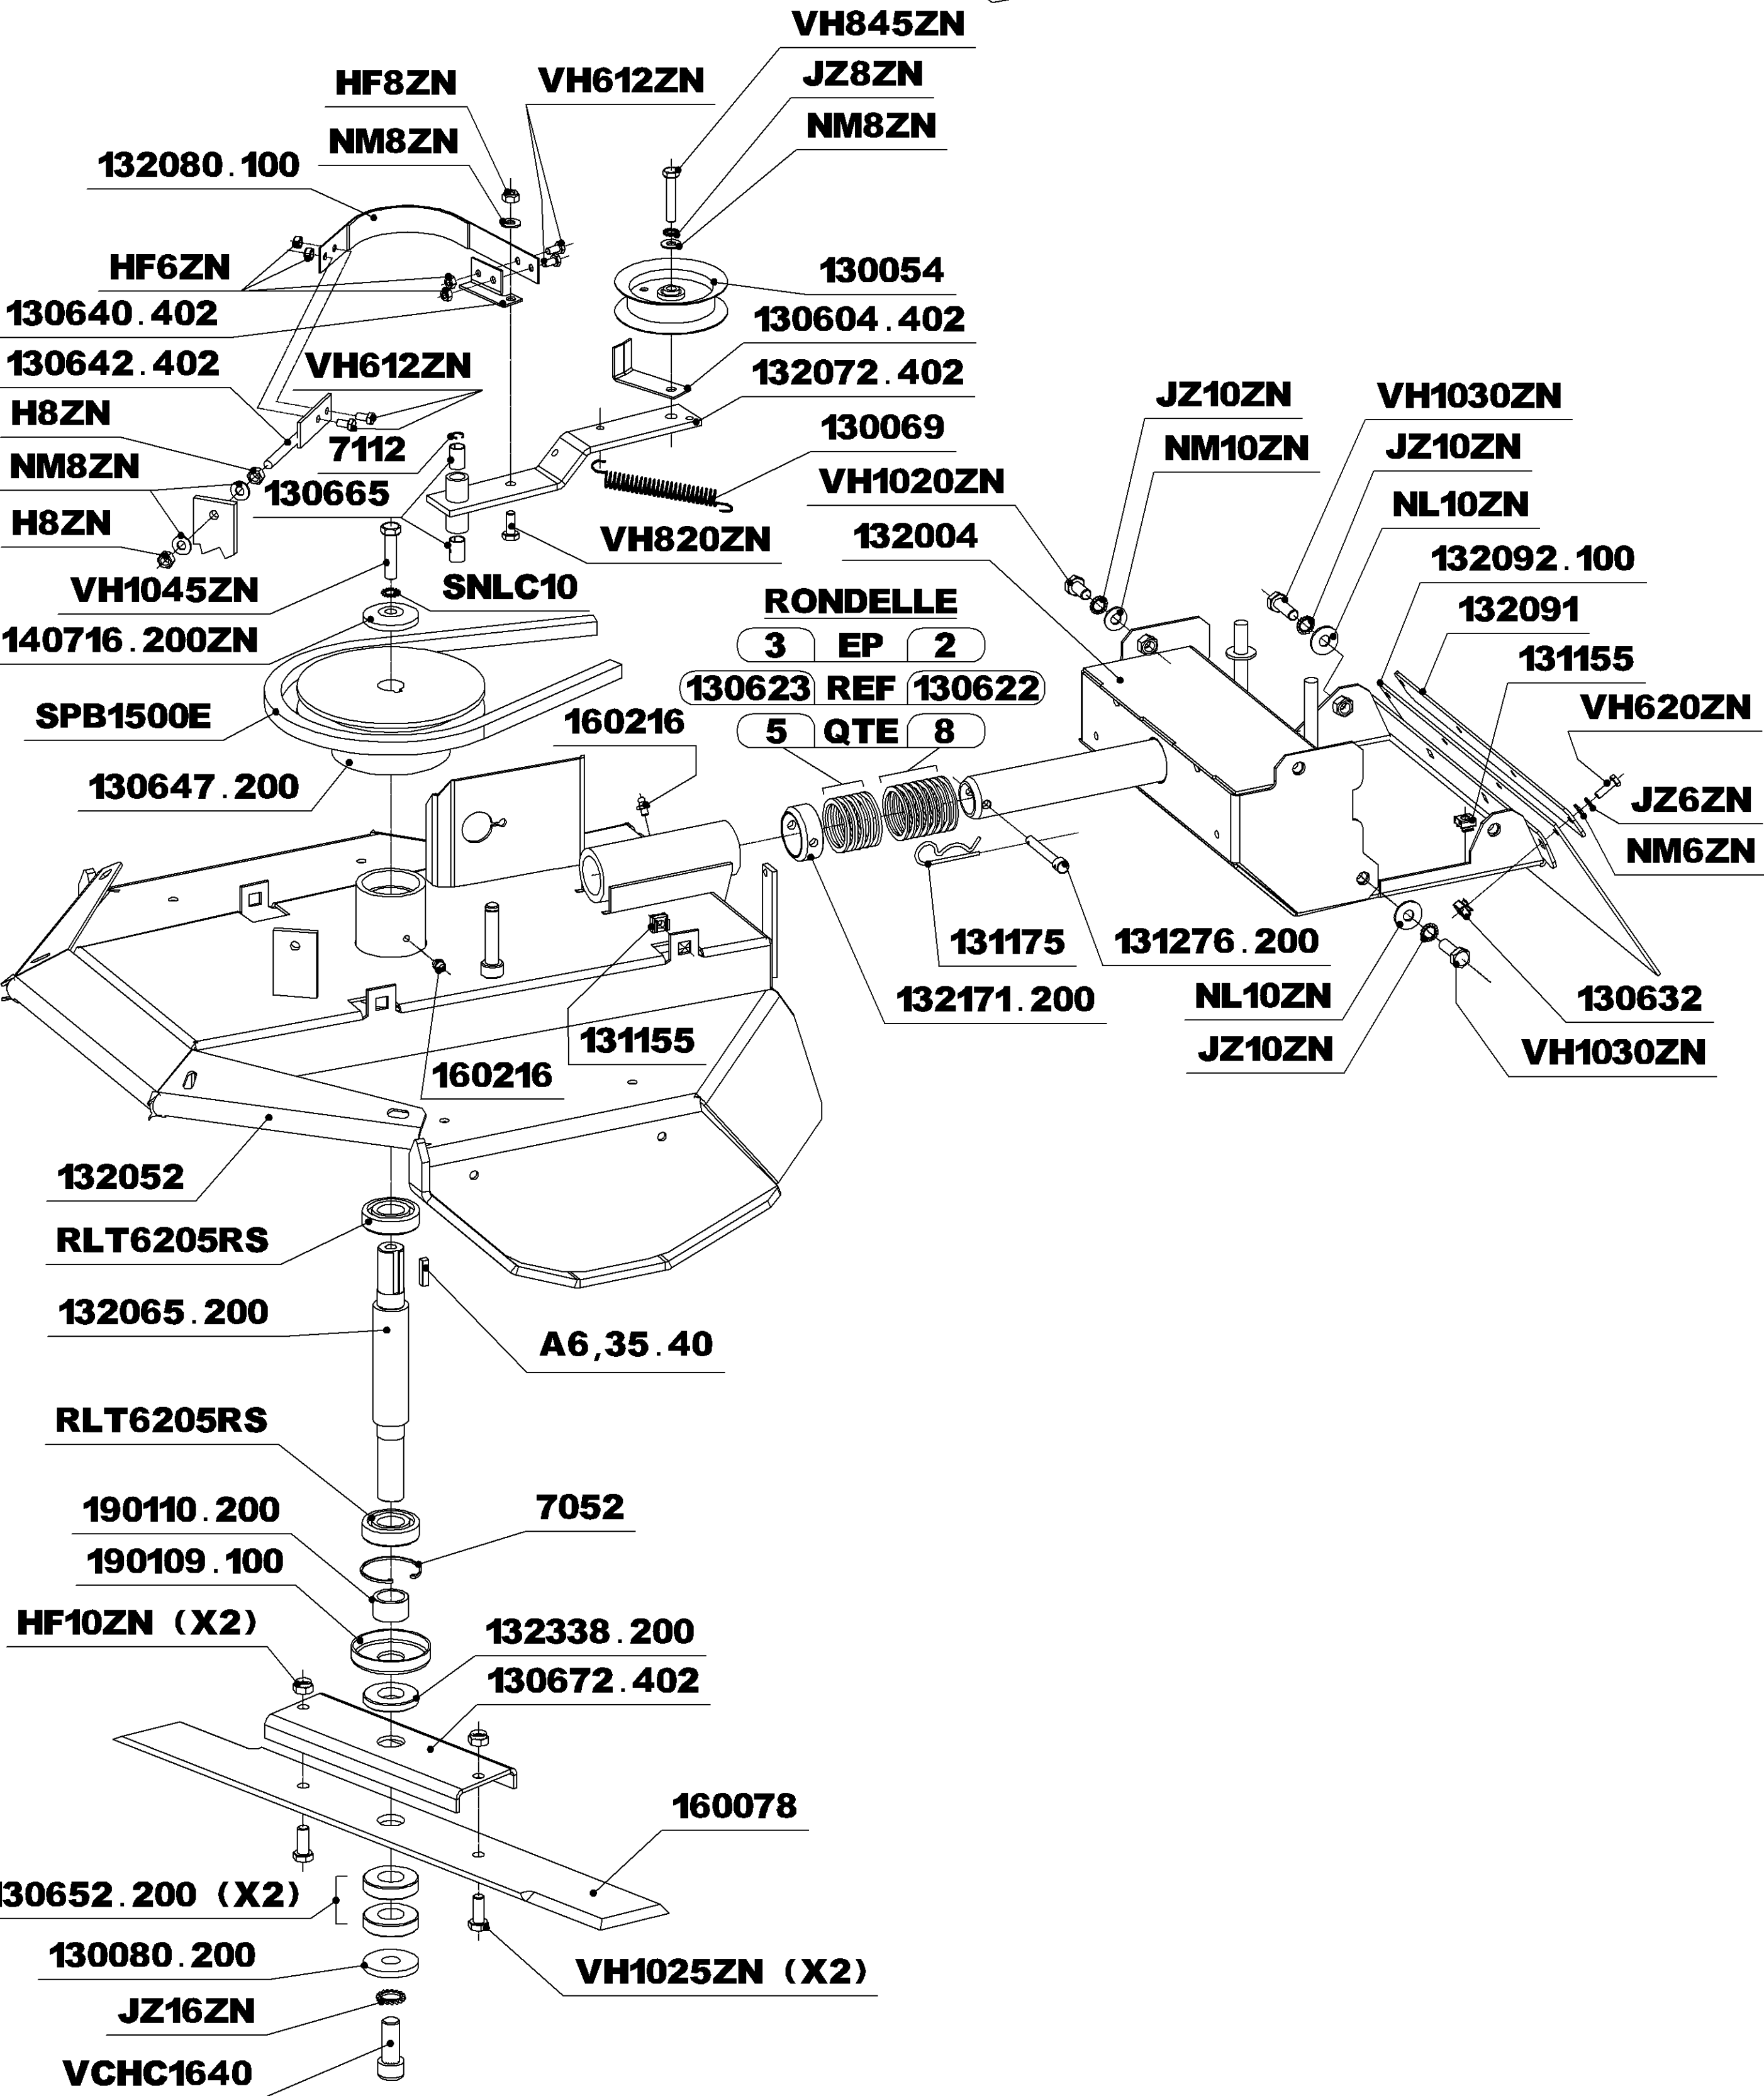 VH845ZN
HF8ZN
VH612ZN
JZ8ZN
NM8ZN
NM8ZN
132080.100
HF6ZN
130054
130640.402
130604.402
130642.402
VH612ZN
132072.402
JZ10ZN
VH1030ZN
H8ZN
7112
130069
NM10ZN
JZ10ZN
NM8ZN
130665
VH1020ZN
NL10ZN
H8ZN
VH820ZN
132004
132092.100
VH1045ZN
SNLC10
RONDELLE
132091
140716.200ZN
3 EP 2
131155
130623 REF 130622
SPB1500E
160216
5 QTE 8
VH620ZN
130647.200
JZ6ZN
NM6ZN
131175
131276.200
132171.200
NL10ZN
130632
131155
JZ10ZN
VH1030ZN
160216
132052
RLT6205RS
132065.200
A6,35.40
RLT6205RS
190110.200
7052
190109.100
HF10ZN (X2)
132338.200
130672.402
160078
130652.200 (X2)
130080.200
VH1025ZN (X2)
JZ16ZN
VCHC1640